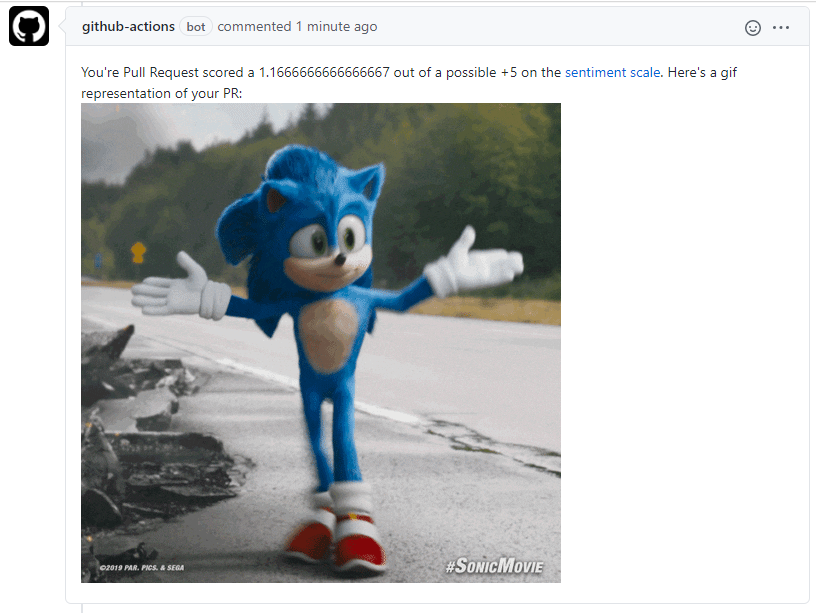 github-actions bot commented 1 minute ago
You're Pull Request scored a 1.1666666666666667 out of a possible +5 on the sentiment scale. Here's a gif
representation of your PR:
©2019 PAR. PICS. & SEGA
#SONICMOVIE